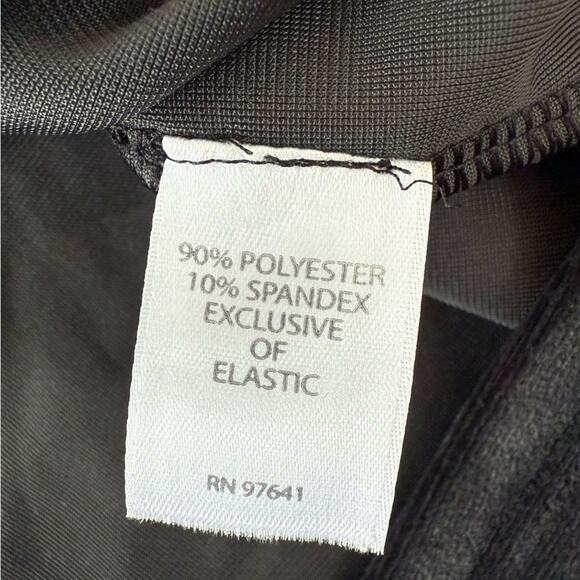 90% POLYESTER
10% SPANDEX
EXCLUSIVE
OF
ELASTIC
RN 97641